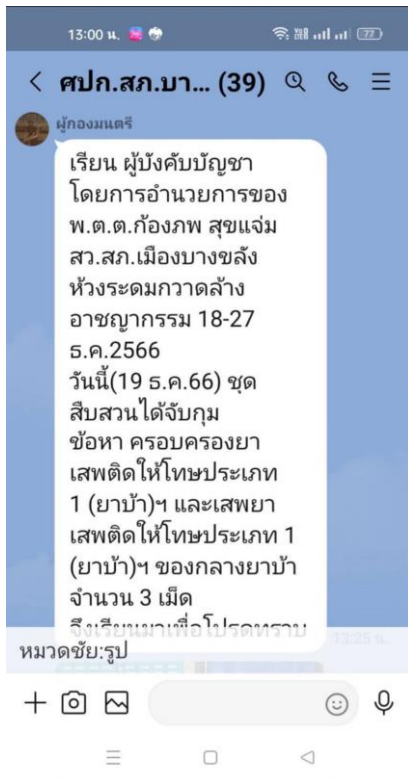 13:00 น.
77
ศปก.สภ.บา... (39)
ผู้กองมนตรี
เรียน ผู้บังคับบัญชา
โดยการอำนวยการของ
พ.ต.ต.ก้องภพ สุขแจ่ม
สว.สภ.เมืองบางขลัง
ห้วงระดมกวาดล้าง
อาชญากรรม 18-27
ธ.ค.2566
วันนี้(19 ธ.ค.66) ชุด
สืบสวนได้จับกุม
ข้อหา ครอบครองยา
เสพติดให้โทษประเภท
1 (ยาบ้า)ฯ และเสพยา
เสพติดให้โทษประเภท 1
(ยาบ้า)ฯ ของกลางยาบ้า
จำนวน 3 เม็ด
จึงเรียนมาเพื่อโปรดทราบ
13:25 น.
หมวดชัย:รูป